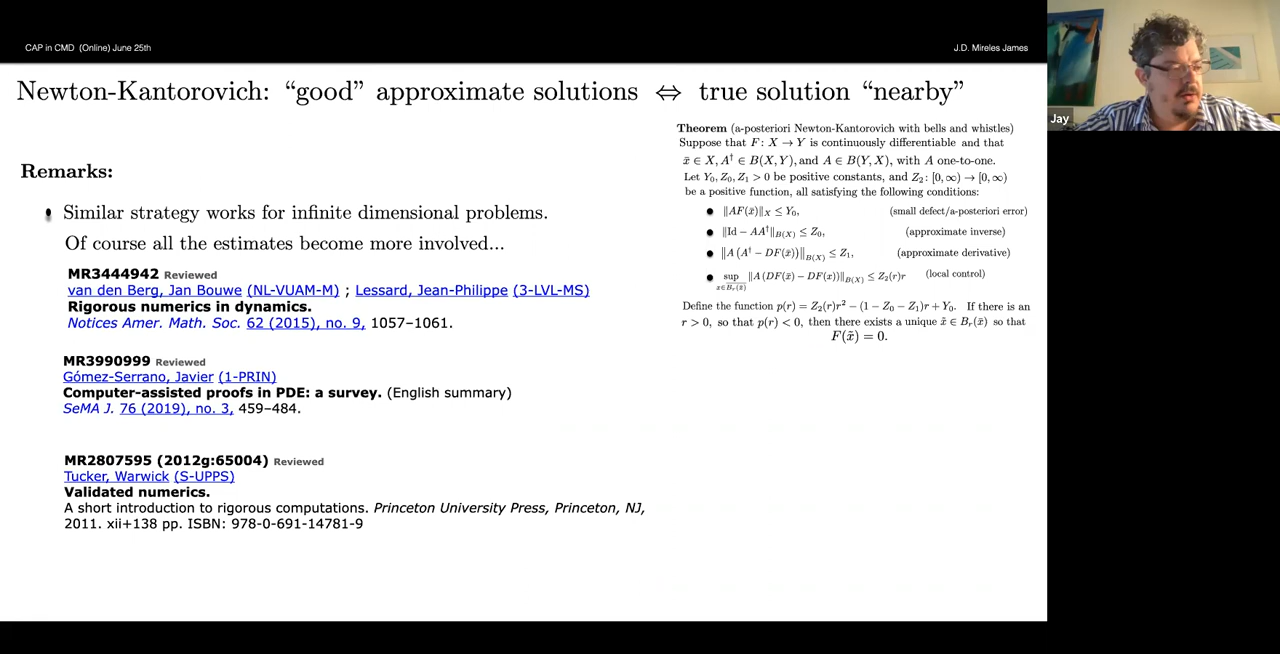 CAP in CMD (Online) June 25th
J.D. Mireles James
Newton-Kantorovich: “good” approximate solutions ⇔ true solution “nearby”
Jay
Remarks:
• Similar strategy works for infinite dimensional problems.
Of course all the estimates become more involved...
MR3444942 Reviewed
van den Berg, Jan Bouwe (NL-VUAM-M) ; Lessard, Jean-Philippe (3-LVL-MS)
Rigorous numerics in dynamics.
Notices Amer. Math. Soc. 62 (2015), no. 9, 1057–1061.
MR3990999 Reviewed
Gómez-Serrano, Javier (1-PRIN)
Computer-assisted proofs in PDE: a survey. (English summary)
SeMA J. 76 (2019), no. 3, 459–484.
MR2807595 (2012g:65004) Reviewed
Tucker, Warwick (S-UPPS)
Validated numerics.
A short introduction to rigorous computations. Princeton University Press, Princeton, NJ,
2011. xii+138 pp. ISBN: 978-0-691-14781-9
Theorem (a-posteriori Newton-Kantorovich with bells and whistles)
Suppose that F: X → Y is continuously differentiable and that
x̄ ∈ X, A† ∈ B(X, Y), and A ∈ B(Y, X), with A one-to-one.
Let Y₀, Z₀, Z₁ > 0 be positive constants, and Z₂: [0, ∞) → [0, ∞)
be a positive function, all satisfying the following conditions:
• ‖AF(x̄)‖_X ≤ Y₀, (small defect/a-posteriori error)
• ‖Id − AA†‖_B(X) ≤ Z₀, (approximate inverse)
• ‖A (A† − DF(x̄))‖_B(X) ≤ Z₁, (approximate derivative)
• sup_{x∈B_r(x̄)} ‖A (DF(x̄) − DF(x))‖_B(X) ≤ Z₂(r)r (local control)
Define the function p(r) = Z₂(r)r² − (1 − Z₀ − Z₁)r + Y₀. If there is an
r > 0, so that p(r) < 0, then there exists a unique x̃ ∈ B_r(x̄) so that
F(x̃) = 0.